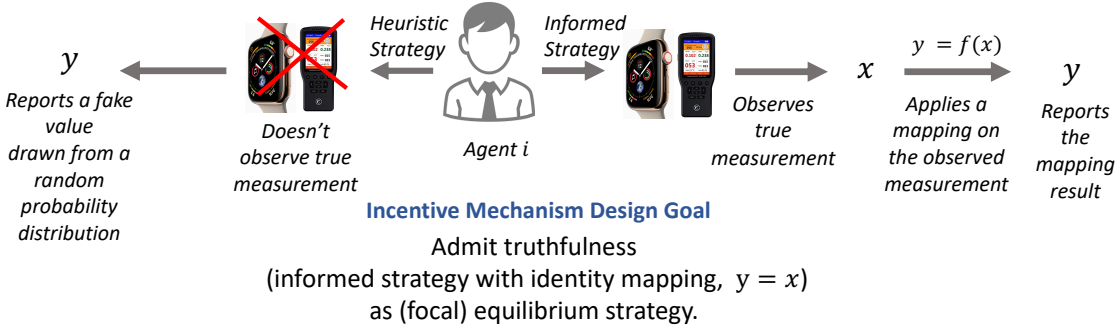 Heuristic
Strategy
Informed
Strategy
y
Reports a fake
value
drawn from a
random
probability
distribution
Doesn't
observe true
measurement
Agent i
Observes
true
measurement
x
y = f(x)
Applies a
mapping on
the observed
measurement
y
Reports
the
mapping
result
Incentive Mechanism Design Goal
Admit truthfulness
(informed strategy with identity mapping, y = x)
as (focal) equilibrium strategy.